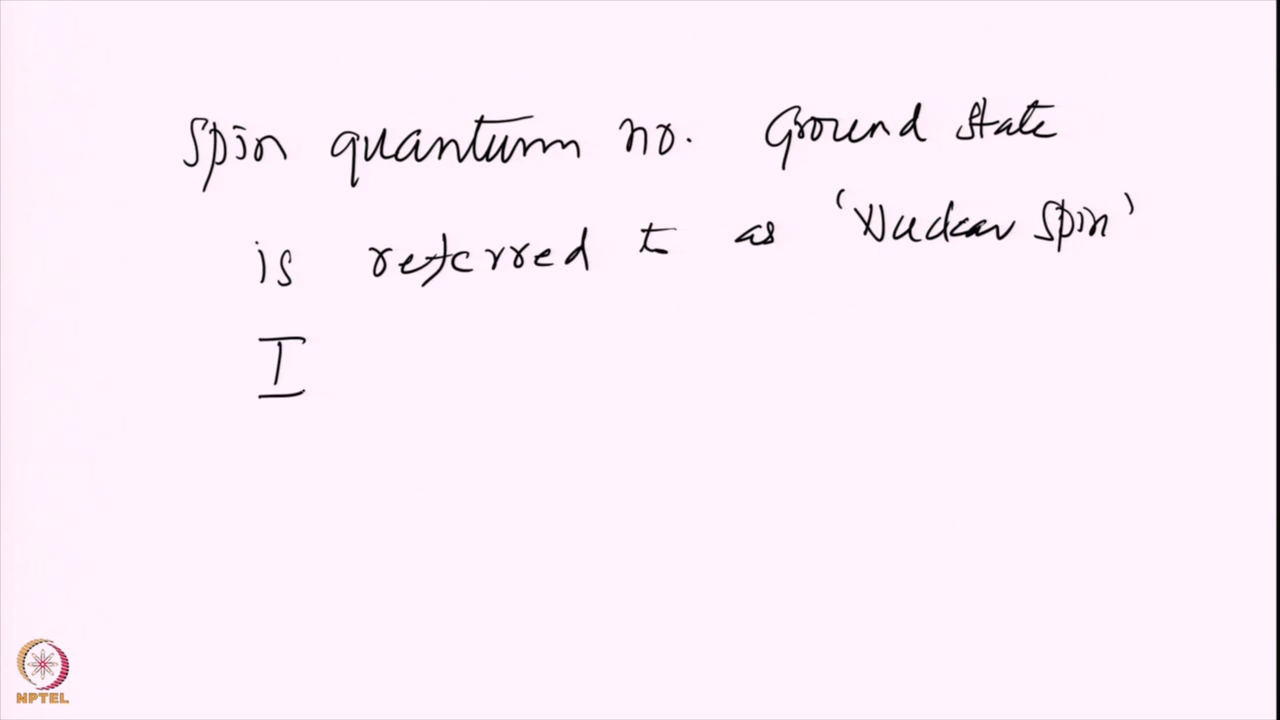 Spin quantum no. Ground State
is referred to as 'Nuclear Spin'
I
NPTEL